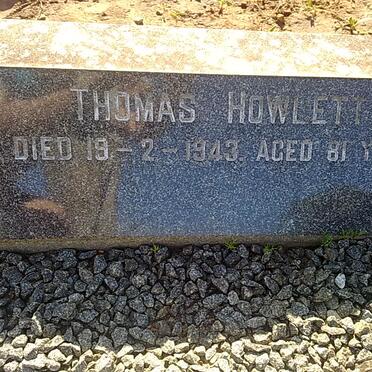 THOMAS HOWLETT
DIED 19-2-1943. AGED 81 Y